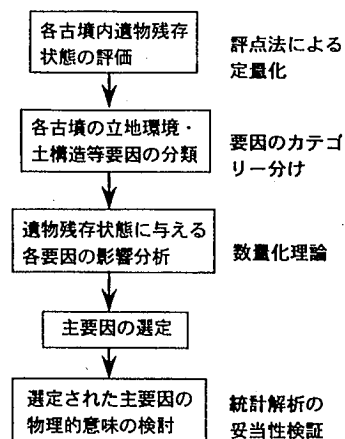 各古墳内遺物残存
状態の評価
評点法による
定量化
各古墳の立地環境・
土構造等要因の分類
要因のカテゴ
リー分け
遺物残存状態に与える
各要因の影響分析
数量化理論
主要因の選定
選定された主要因の
物理的意味の検討
統計解析の
妥当性検証